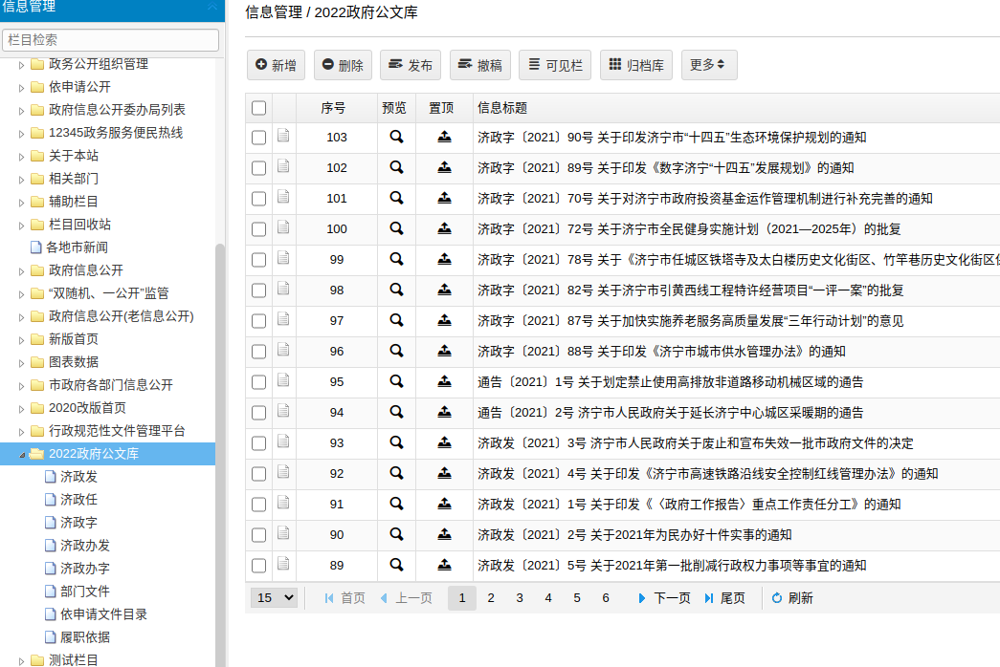 信息管理
栏目检索
政务公开组织管理
依申请公开
政府信息公开委办局列表
12345政务服务便民热线
关于本站
相关部门
辅助栏目
栏目回收站
各地市新闻
政府信息公开
“双随机、一公开”监管
政府信息公开(老信息公开)
新版首页
图表数据
市政府各部门信息公开
2020改版首页
行政规范性文件管理平台
2022政府公文库
济政发
济政任
济政字
济政办发
济政办字
部门文件
依申请文件目录
履职依据
测试栏目
信息管理 / 2022政府公文库
新增 删除 发布 撤稿 可见栏 归档库 更多
序号 预览 置顶 信息标题
103 济政字〔2021〕90号 关于印发济宁市“十四五”生态环境保护规划的通知
102 济政字〔2021〕89号 关于印发《数字济宁“十四五”发展规划》的通知
101 济政字〔2021〕70号 关于对济宁市政府投资基金运作管理机制进行补充完善的通知
100 济政字〔2021〕72号 关于济宁市全民健身实施计划（2021—2025年）的批复
99 济政字〔2021〕78号 关于《济宁市任城区铁塔寺及太白楼历史文化街区、竹竿巷历史文化街区
98 济政字〔2021〕82号 关于济宁市引黄西线工程特许经营项目“一评一案”的批复
97 济政字〔2021〕87号 关于加快实施养老服务高质量发展“三年行动计划”的意见
96 济政字〔2021〕88号 关于印发《济宁市城市供水管理办法》的通知
95 通告〔2021〕1号 关于划定禁止使用高排放非道路移动机械区域的通告
94 通告〔2021〕2号 济宁市人民政府关于延长济宁中心城区采暖期的通告
93 济政发〔2021〕3号 济宁市人民政府关于废止和宣布失效一批市政府文件的决定
92 济政发〔2021〕4号 关于印发《济宁市高速铁路沿线安全控制红线管理办法》的通知
91 济政发〔2021〕1号 关于印发《〈政府工作报告〉重点工作责任分工》的通知
90 济政发〔2021〕2号 关于2021年为民办好十件实事的通知
89 济政发〔2021〕5号 关于2021年第一批削减行政权力事项等事宜的通知
15 首页 上一页 1 2 3 4 5 6 下一页 尾页 刷新